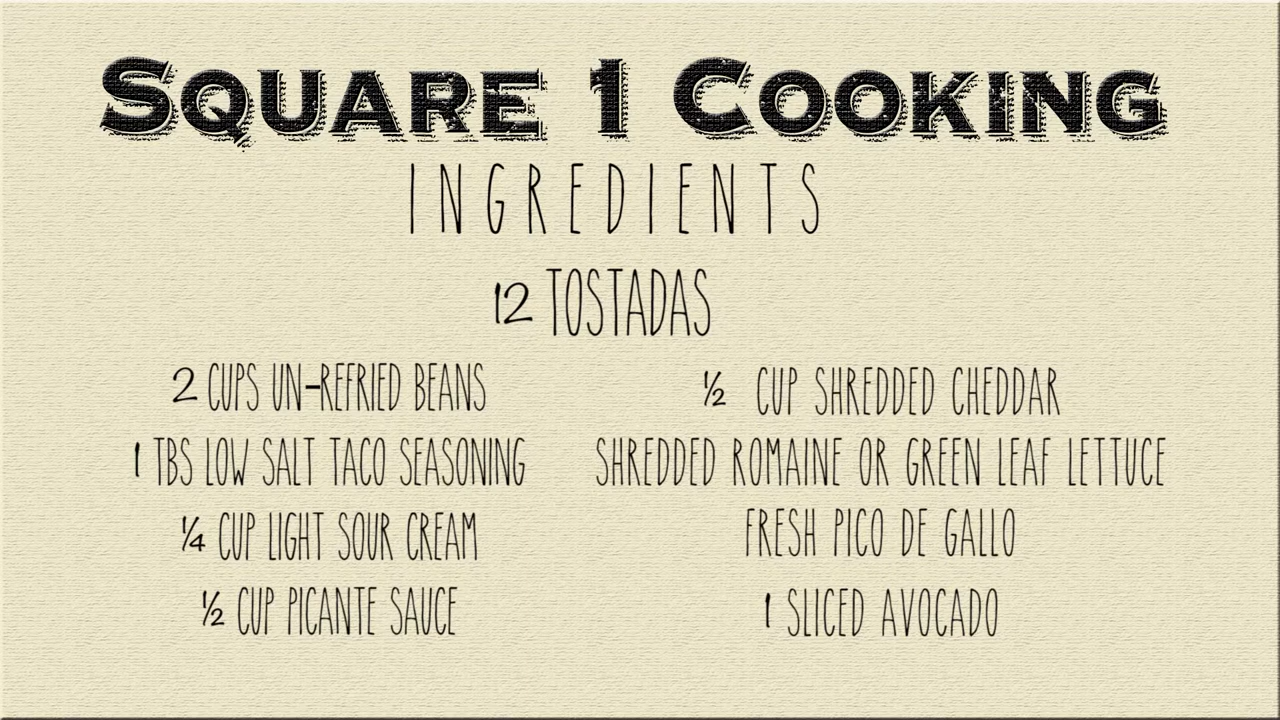 SQUARE 1 COOKING
INGREDIENTS
12 TOSTADAS
2 CUPS UN-REFRIED BEANS
1 TBS LOW SALT TACO SEASONING
¼ CUP LIGHT SOUR CREAM
½ CUP PICANTE SAUCE
½ CUP SHREDDED CHEDDAR
SHREDDED ROMAINE OR GREEN LEAF LETTUCE
FRESH PICO DE GALLO
1 SLICED AVOCADO